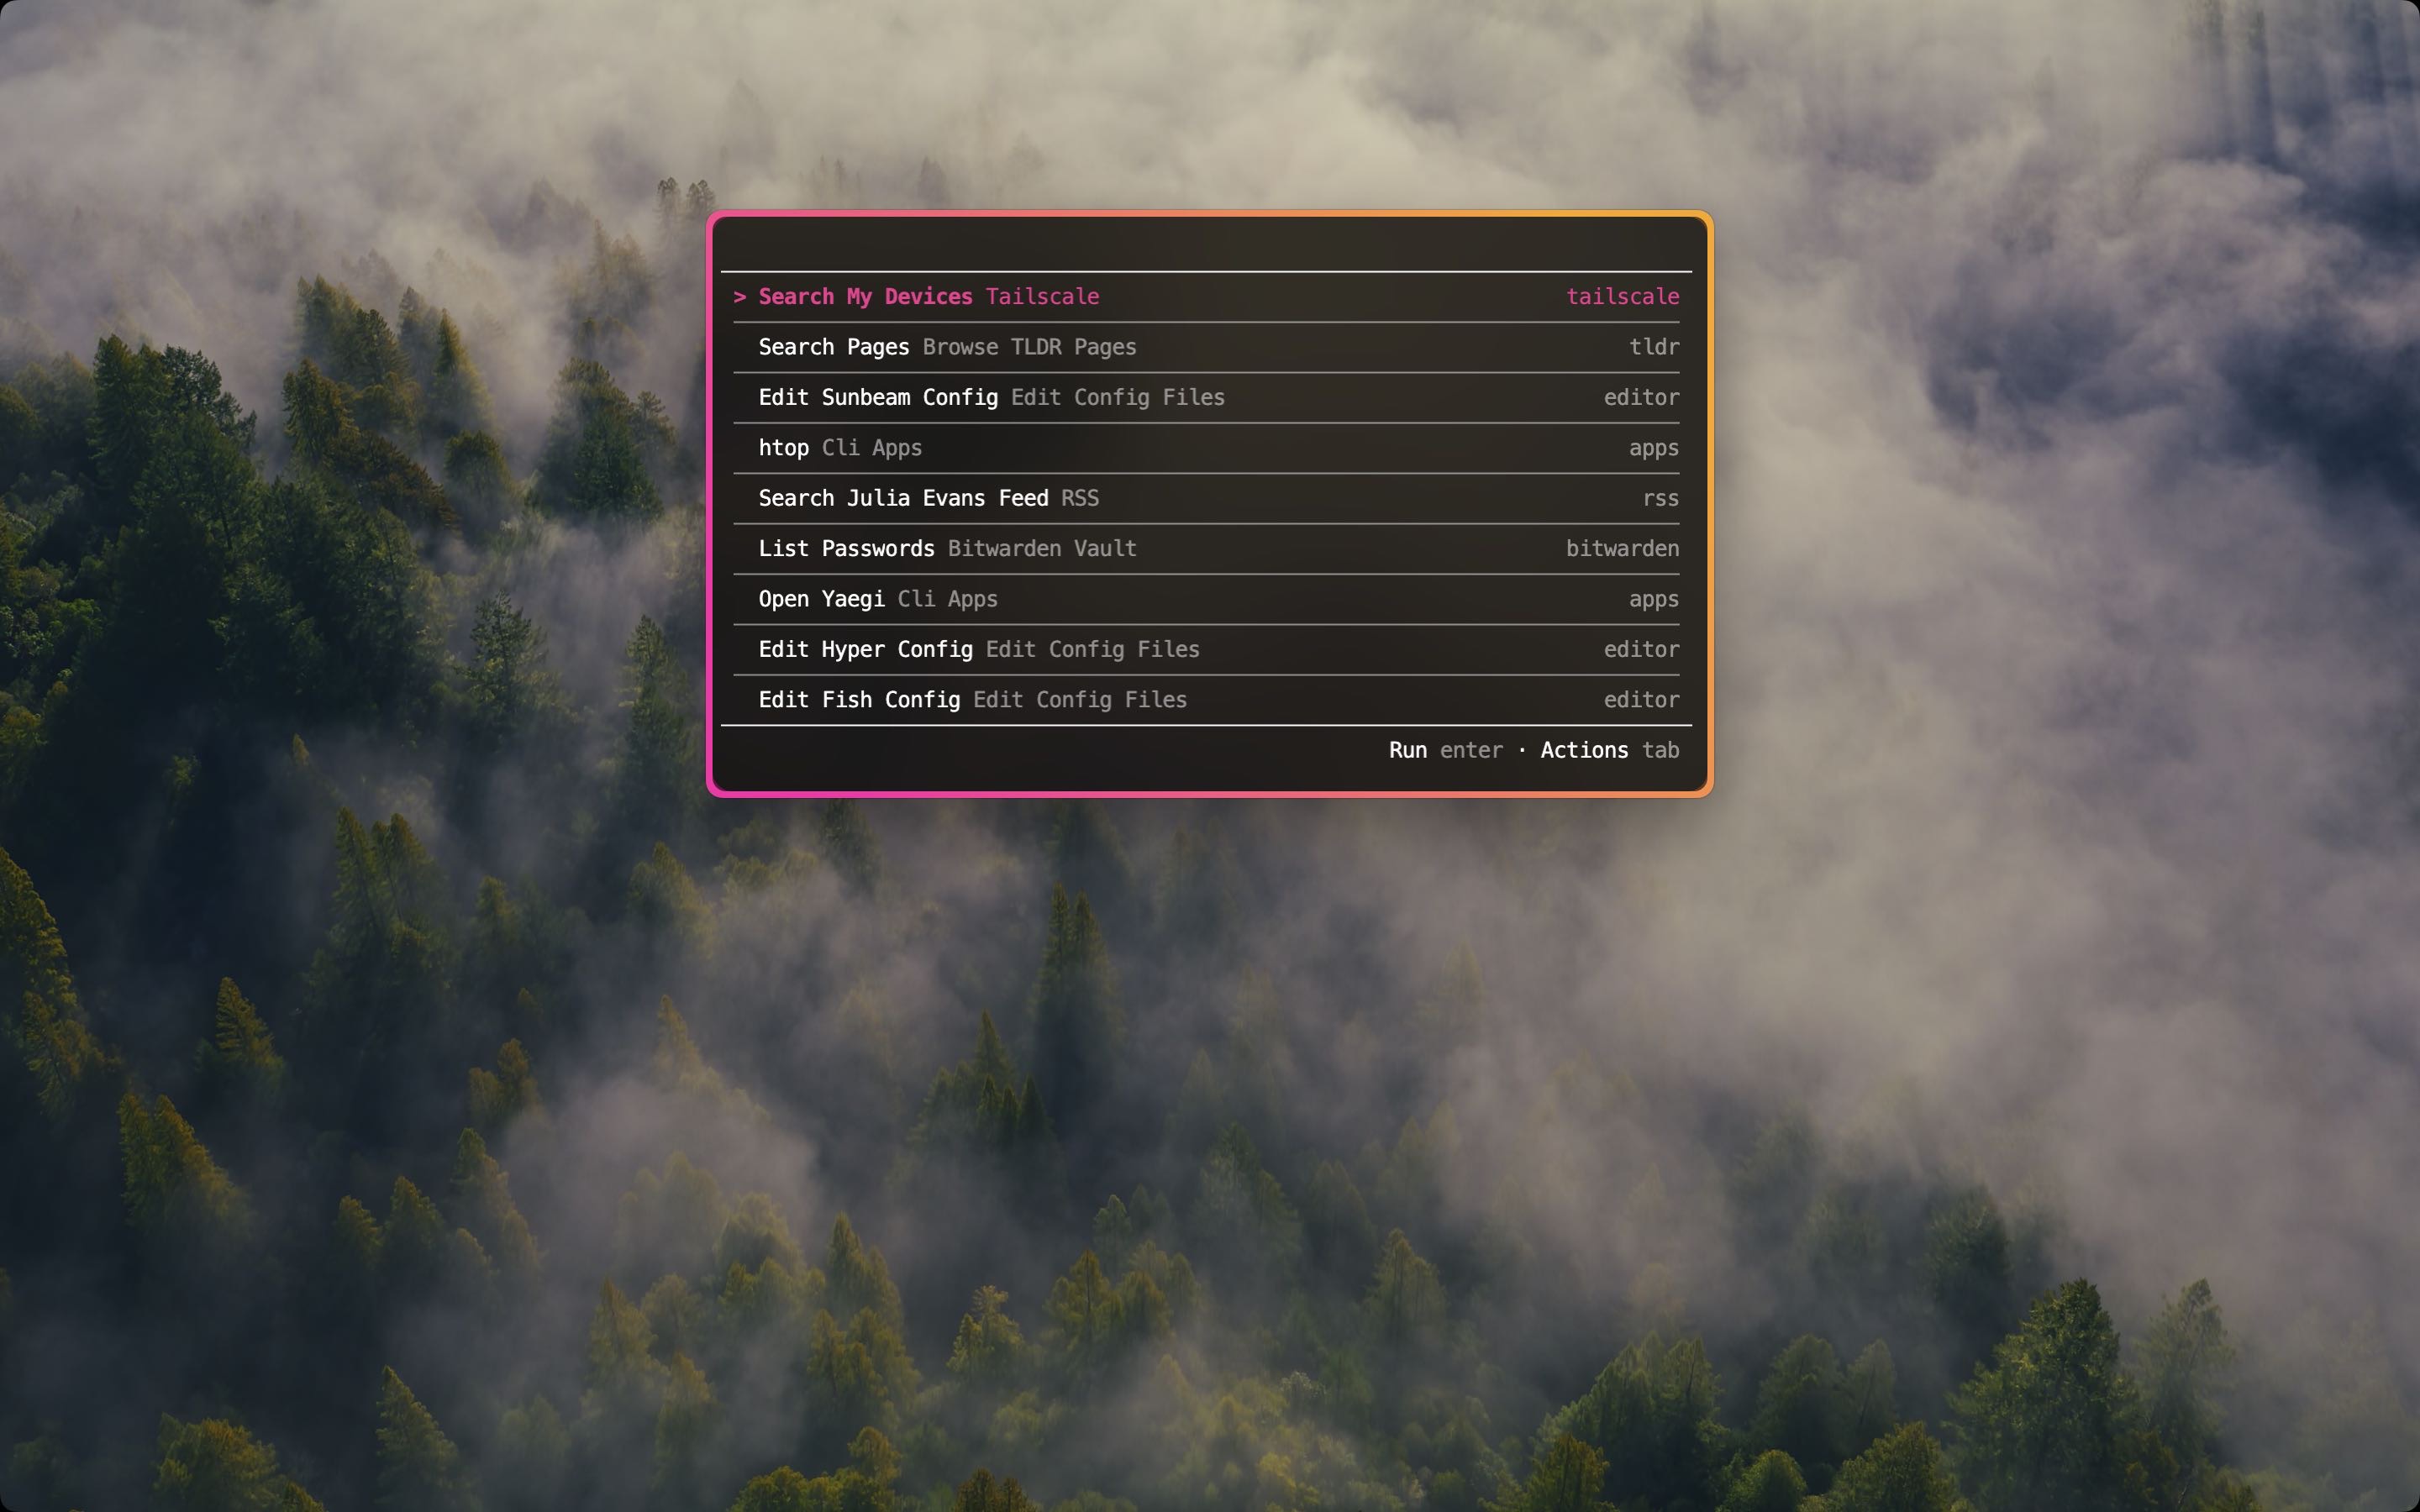 > Search My Devices Tailscale tailscale
Search Pages Browse TLDR Pages tldr
Edit Sunbeam Config Edit Config Files editor
htop Cli Apps apps
Search Julia Evans Feed RSS rss
List Passwords Bitwarden Vault bitwarden
Open Yaegi Cli Apps apps
Edit Hyper Config Edit Config Files editor
Edit Fish Config Edit Config Files editor
Run enter · Actions tab